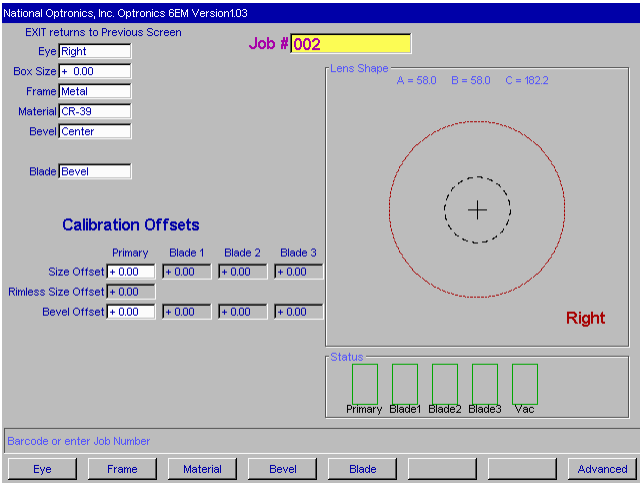 National Optronics, Inc. Optronics 6EM Version1.03
EXIT returns to Previous Screen
Job # 002
Eye Right
Box Size + 0.00
Frame Metal
Material CR-39
Bevel Center
Blade Bevel
Lens Shape
A = 58.0 B = 58.0 C = 182.2
Right
Calibration Offsets
Primary Blade 1 Blade 2 Blade 3
Size Offset + 0.00 + 0.00 + 0.00 + 0.00
Rimless Size Offset + 0.00
Bevel Offset + 0.00 + 0.00 + 0.00 + 0.00
Status
Primary Blade1 Blade2 Blade3 Vac
Barcode or enter Job Number
Eye Frame Material Bevel Blade Advanced